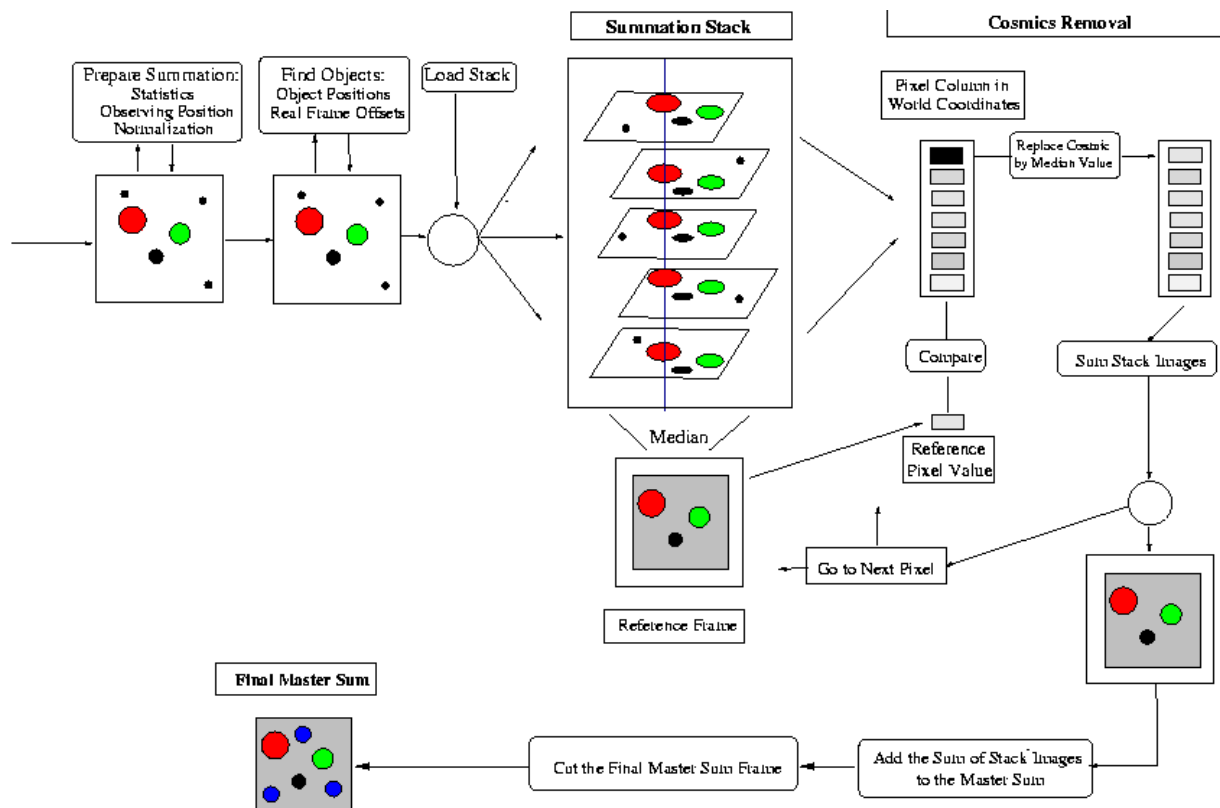 Summation Stack
Cosmics Removal
Prepare Summation:
Statistics
Observing Position
Normalization
Find Objects:
Object Positions
Real Frame Offsets
Load Stack
Pixel Column in
World Coordinates
Replace Cosmic
by Median Value
Compare
Sum Stack Images
Median
Reference
Pixel Value
Go to Next Pixel
Reference Frame
Final Master Sum
Cut the Final Master Sum Frame
Add the Sum of Stack Images
to the Master Sum